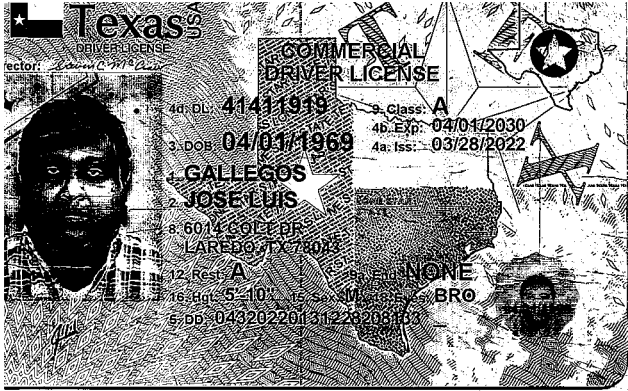 Texas USA
DRIVER LICENSE
COMMERCIAL
DRIVER LICENSE
4d. DL: 41411919
9. Class: A
3. DOB: 04/01/1969
4b. Exp: 04/01/2030
4a. Iss: 03/28/2022
1. GALLEGOS
2. JOSE LUIS
8. 6014 COLT DR
LAREDO, TX
12. Rest: A
9a. End: NONE
16. Hgt: 5'-10"
15. Sex: M
18. Eyes: BRO
5. DD: